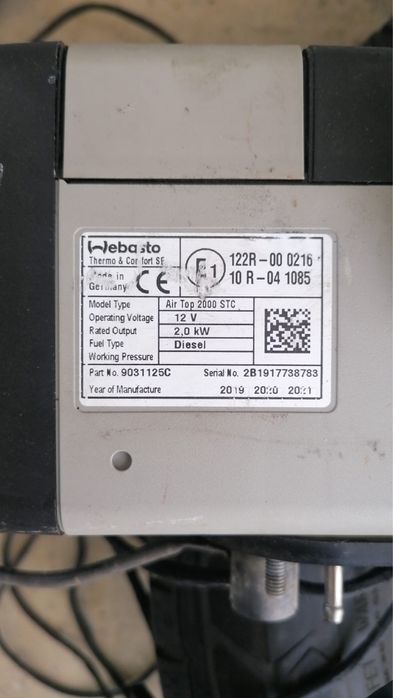 Webasto
Thermo & Comfort SE
Made in
Germany
CE
E1
122R-00 0216
10 R-04 1085
Model Type Air Top 2000 STC
Operating Voltage 12 V
Rated Output 2,0 kW
Fuel Type Diesel
Working Pressure
Part No. 9031125C Serial No. 2B1917738783
Year of Manufacture 2019 2020 2021